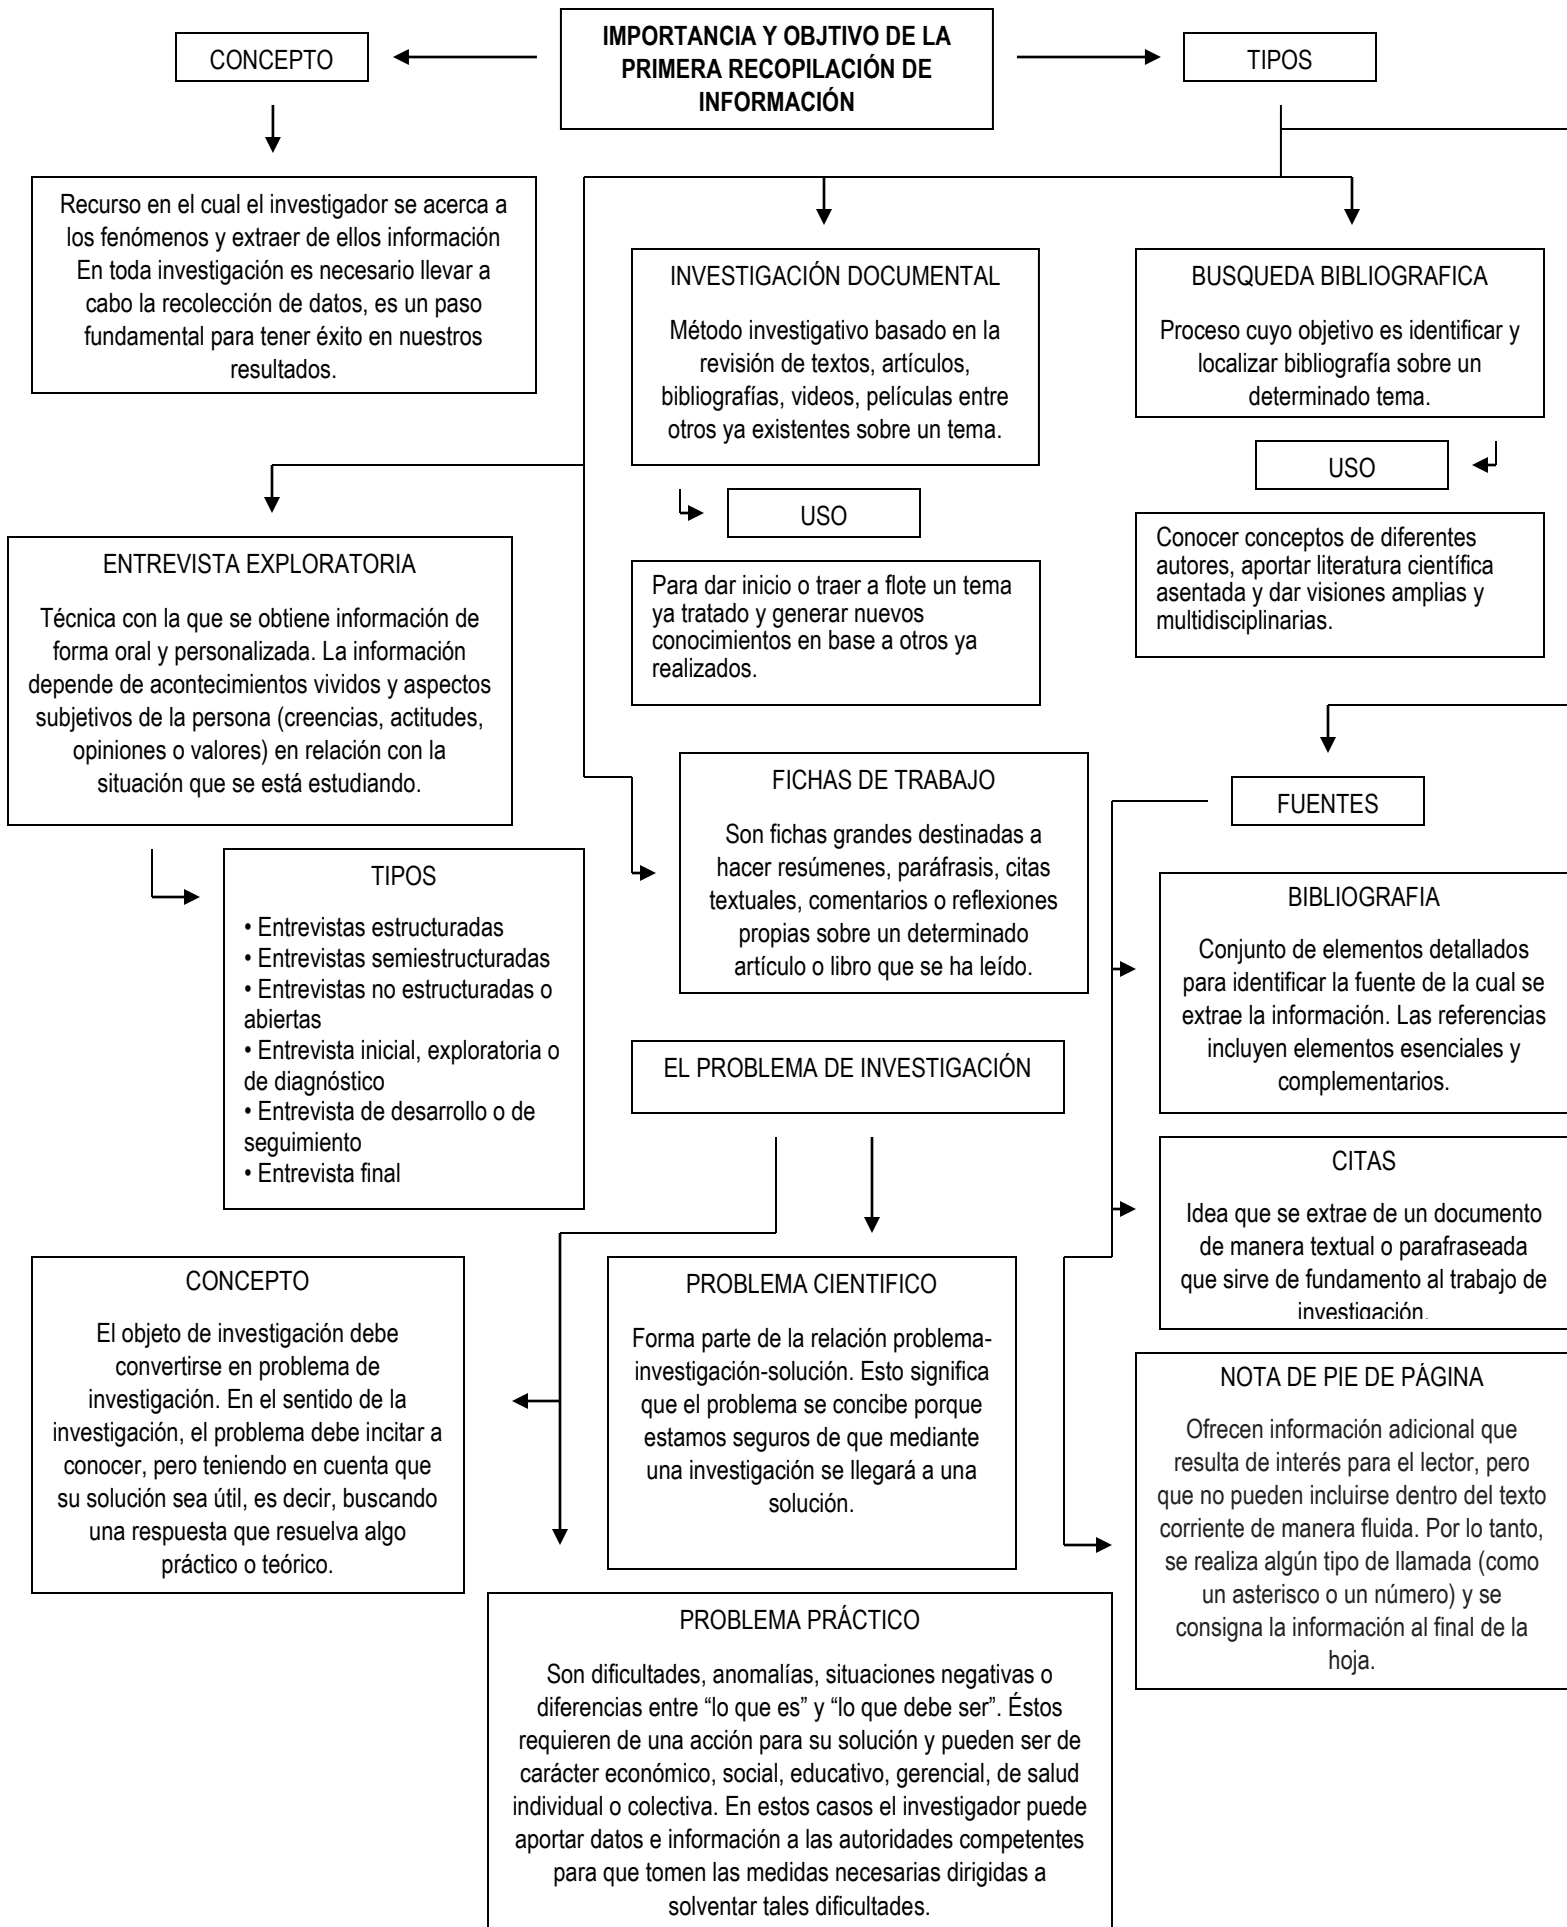 IMPORTANCIA Y OBJTIVO DE LA
PRIMERA RECOPILACIÓN DE
INFORMACIÓN
CONCEPTO
TIPOS
Recurso en el cual el investigador se acerca a
los fenómenos y extraer de ellos información
En toda investigación es necesario llevar a
cabo la recolección de datos, es un paso
fundamental para tener éxito en nuestros
resultados.
INVESTIGACIÓN DOCUMENTAL
Método investigativo basado en la
revisión de textos, artículos,
bibliografías, videos, películas entre
otros ya existentes sobre un tema.
BUSQUEDA BIBLIOGRAFICA
Proceso cuyo objetivo es identificar y
localizar bibliografía sobre un
determinado tema.
USO
USO
Conocer conceptos de diferentes
autores, aportar literatura científica
asentada y dar visiones amplias y
multidisciplinarias.
Para dar inicio o traer a flote un tema
ya tratado y generar nuevos
conocimientos en base a otros ya
realizados.
ENTREVISTA EXPLORATORIA
Técnica con la que se obtiene información de
forma oral y personalizada. La información
depende de acontecimientos vividos y aspectos
subjetivos de la persona (creencias, actitudes,
opiniones o valores) en relación con la
situación que se está estudiando.
TIPOS
• Entrevistas estructuradas
• Entrevistas semiestructuradas
• Entrevistas no estructuradas o
abiertas
• Entrevista inicial, exploratoria o
de diagnóstico
• Entrevista de desarrollo o de
seguimiento
• Entrevista final
FICHAS DE TRABAJO
Son fichas grandes destinadas a
hacer resúmenes, paráfrasis, citas
textuales, comentarios o reflexiones
propias sobre un determinado
artículo o libro que se ha leído.
FUENTES
BIBLIOGRAFIA
Conjunto de elementos detallados
para identificar la fuente de la cual se
extrae la información. Las referencias
incluyen elementos esenciales y
complementarios.
CITAS
Idea que se extrae de un documento
de manera textual o parafraseada
que sirve de fundamento al trabajo de
investigación.
NOTA DE PIE DE PÁGINA
Ofrecen información adicional que
resulta de interés para el lector, pero
que no pueden incluirse dentro del texto
corriente de manera fluida. Por lo tanto,
se realiza algún tipo de llamada (como
un asterisco o un número) y se
consigna la información al final de la
hoja.
EL PROBLEMA DE INVESTIGACIÓN
CONCEPTO
El objeto de investigación debe
convertirse en problema de
investigación. En el sentido de la
investigación, el problema debe incitar a
conocer, pero teniendo en cuenta que
su solución sea útil, es decir, buscando
una respuesta que resuelva algo
práctico o teórico.
PROBLEMA CIENTIFICO
Forma parte de la relación problema-
investigación-solución. Esto significa
que el problema se concibe porque
estamos seguros de que mediante
una investigación se llegará a una
solución.
PROBLEMA PRÁCTICO
Son dificultades, anomalías, situaciones negativas o
diferencias entre “lo que es” y “lo que debe ser”. Éstos
requieren de una acción para su solución y pueden ser de
carácter económico, social, educativo, gerencial, de salud
individual o colectiva. En estos casos el investigador puede
aportar datos e información a las autoridades competentes
para que tomen las medidas necesarias dirigidas a
solventar tales dificultades.